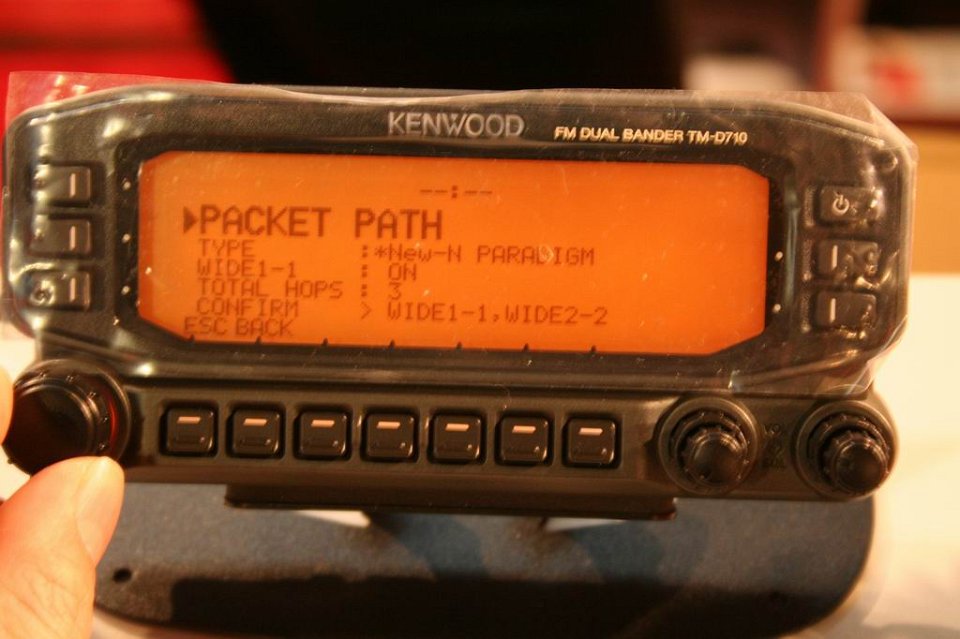 KENWOOD FM DUAL BANDER TM-D710
--:--
▶PACKET PATH
TYPE :*New-N PARADIGM
WIDE1-1 : ON
TOTAL HOPS : 3
CONFIRM > WIDE1-1,WIDE2-2
ESC BACK